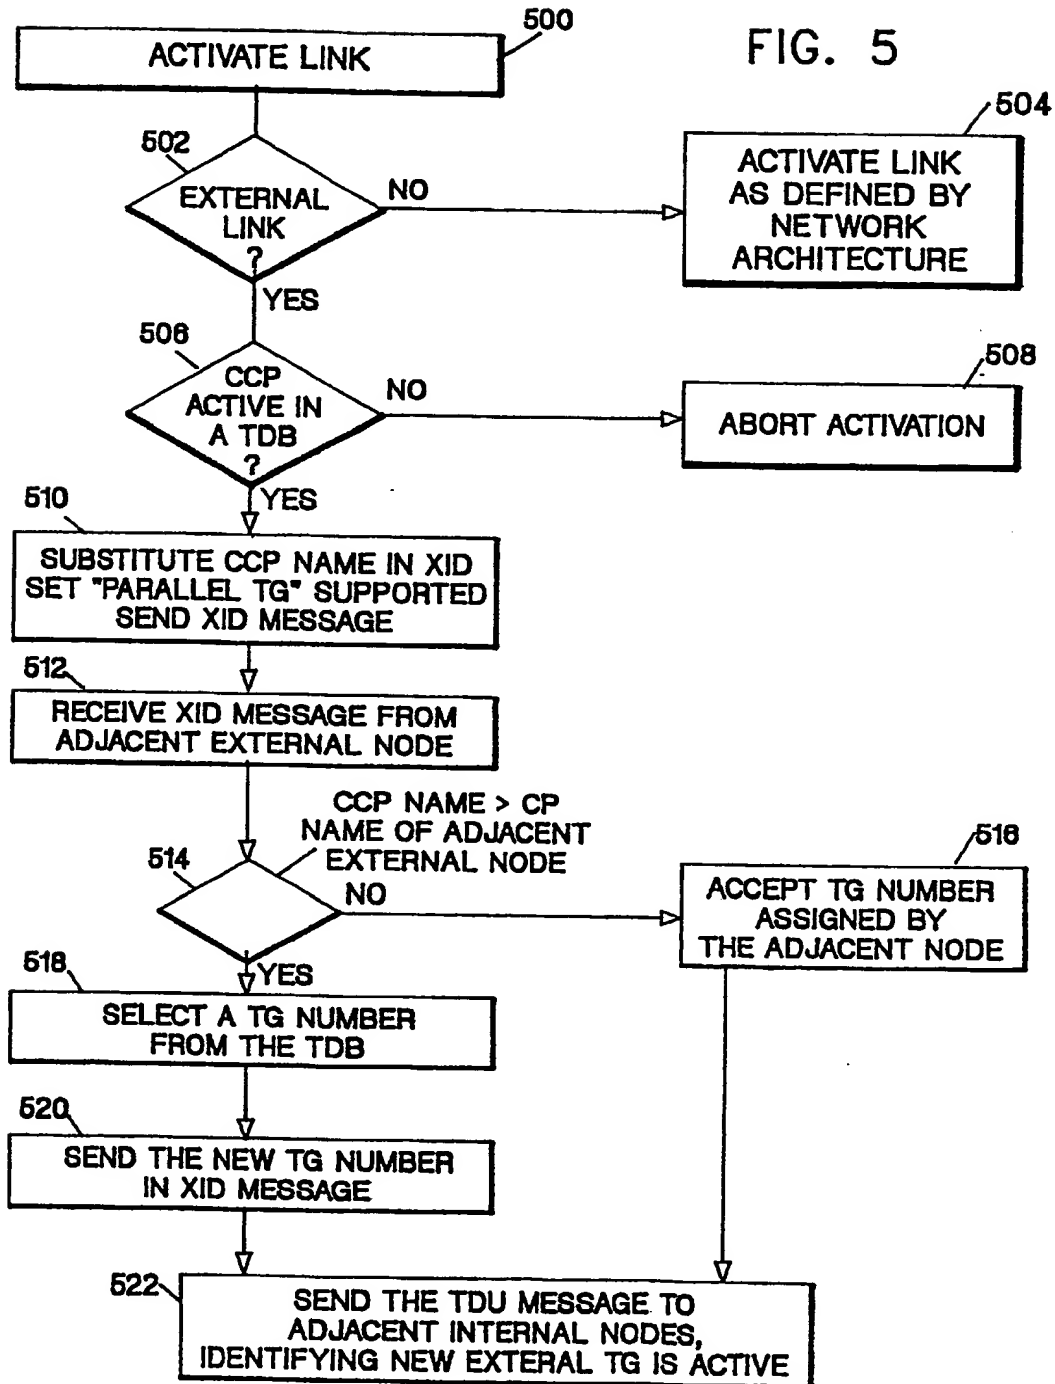 FIG. 5
500
ACTIVATE LINK
502
EXTERNAL
LINK
?
NO
YES
504
ACTIVATE LINK
AS DEFINED BY
NETWORK
ARCHITECTURE
506
CCP
ACTIVE IN
A TDB
?
NO
YES
508
ABORT ACTIVATION
510
SUBSTITUTE CCP NAME IN XID
SET "PARALLEL TG" SUPPORTED
SEND XID MESSAGE
512
RECEIVE XID MESSAGE FROM
ADJACENT EXTERNAL NODE
CCP NAME > CP
NAME OF ADJACENT
EXTERNAL NODE
514
NO
YES
516
ACCEPT TG NUMBER
ASSIGNED BY
THE ADJACENT NODE
518
SELECT A TG NUMBER
FROM THE TDB
520
SEND THE NEW TG NUMBER
IN XID MESSAGE
522
SEND THE TDU MESSAGE TO
ADJACENT INTERNAL NODES,
IDENTIFYING NEW EXTERAL TG IS ACTIVE